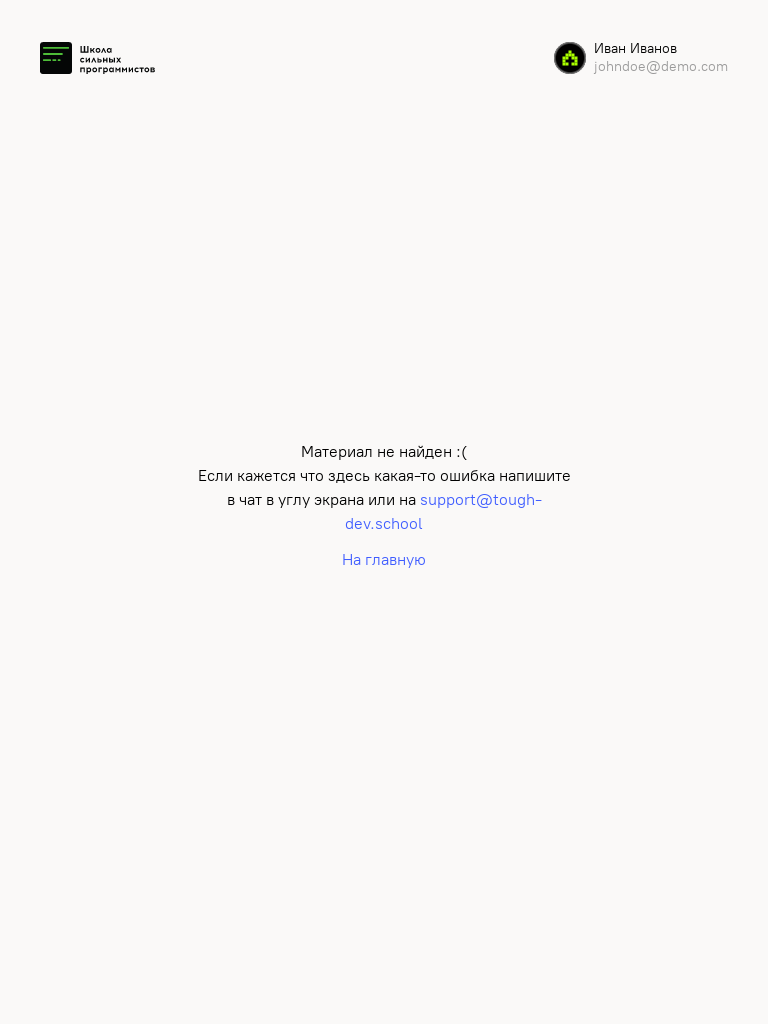 Школа
сильных
программистов
Иван Иванов
johndoe@demo.com
Материал не найден :(
Если кажется что здесь какая-то ошибка напишите
в чат в углу экрана или на support@tough-
dev.school
На главную